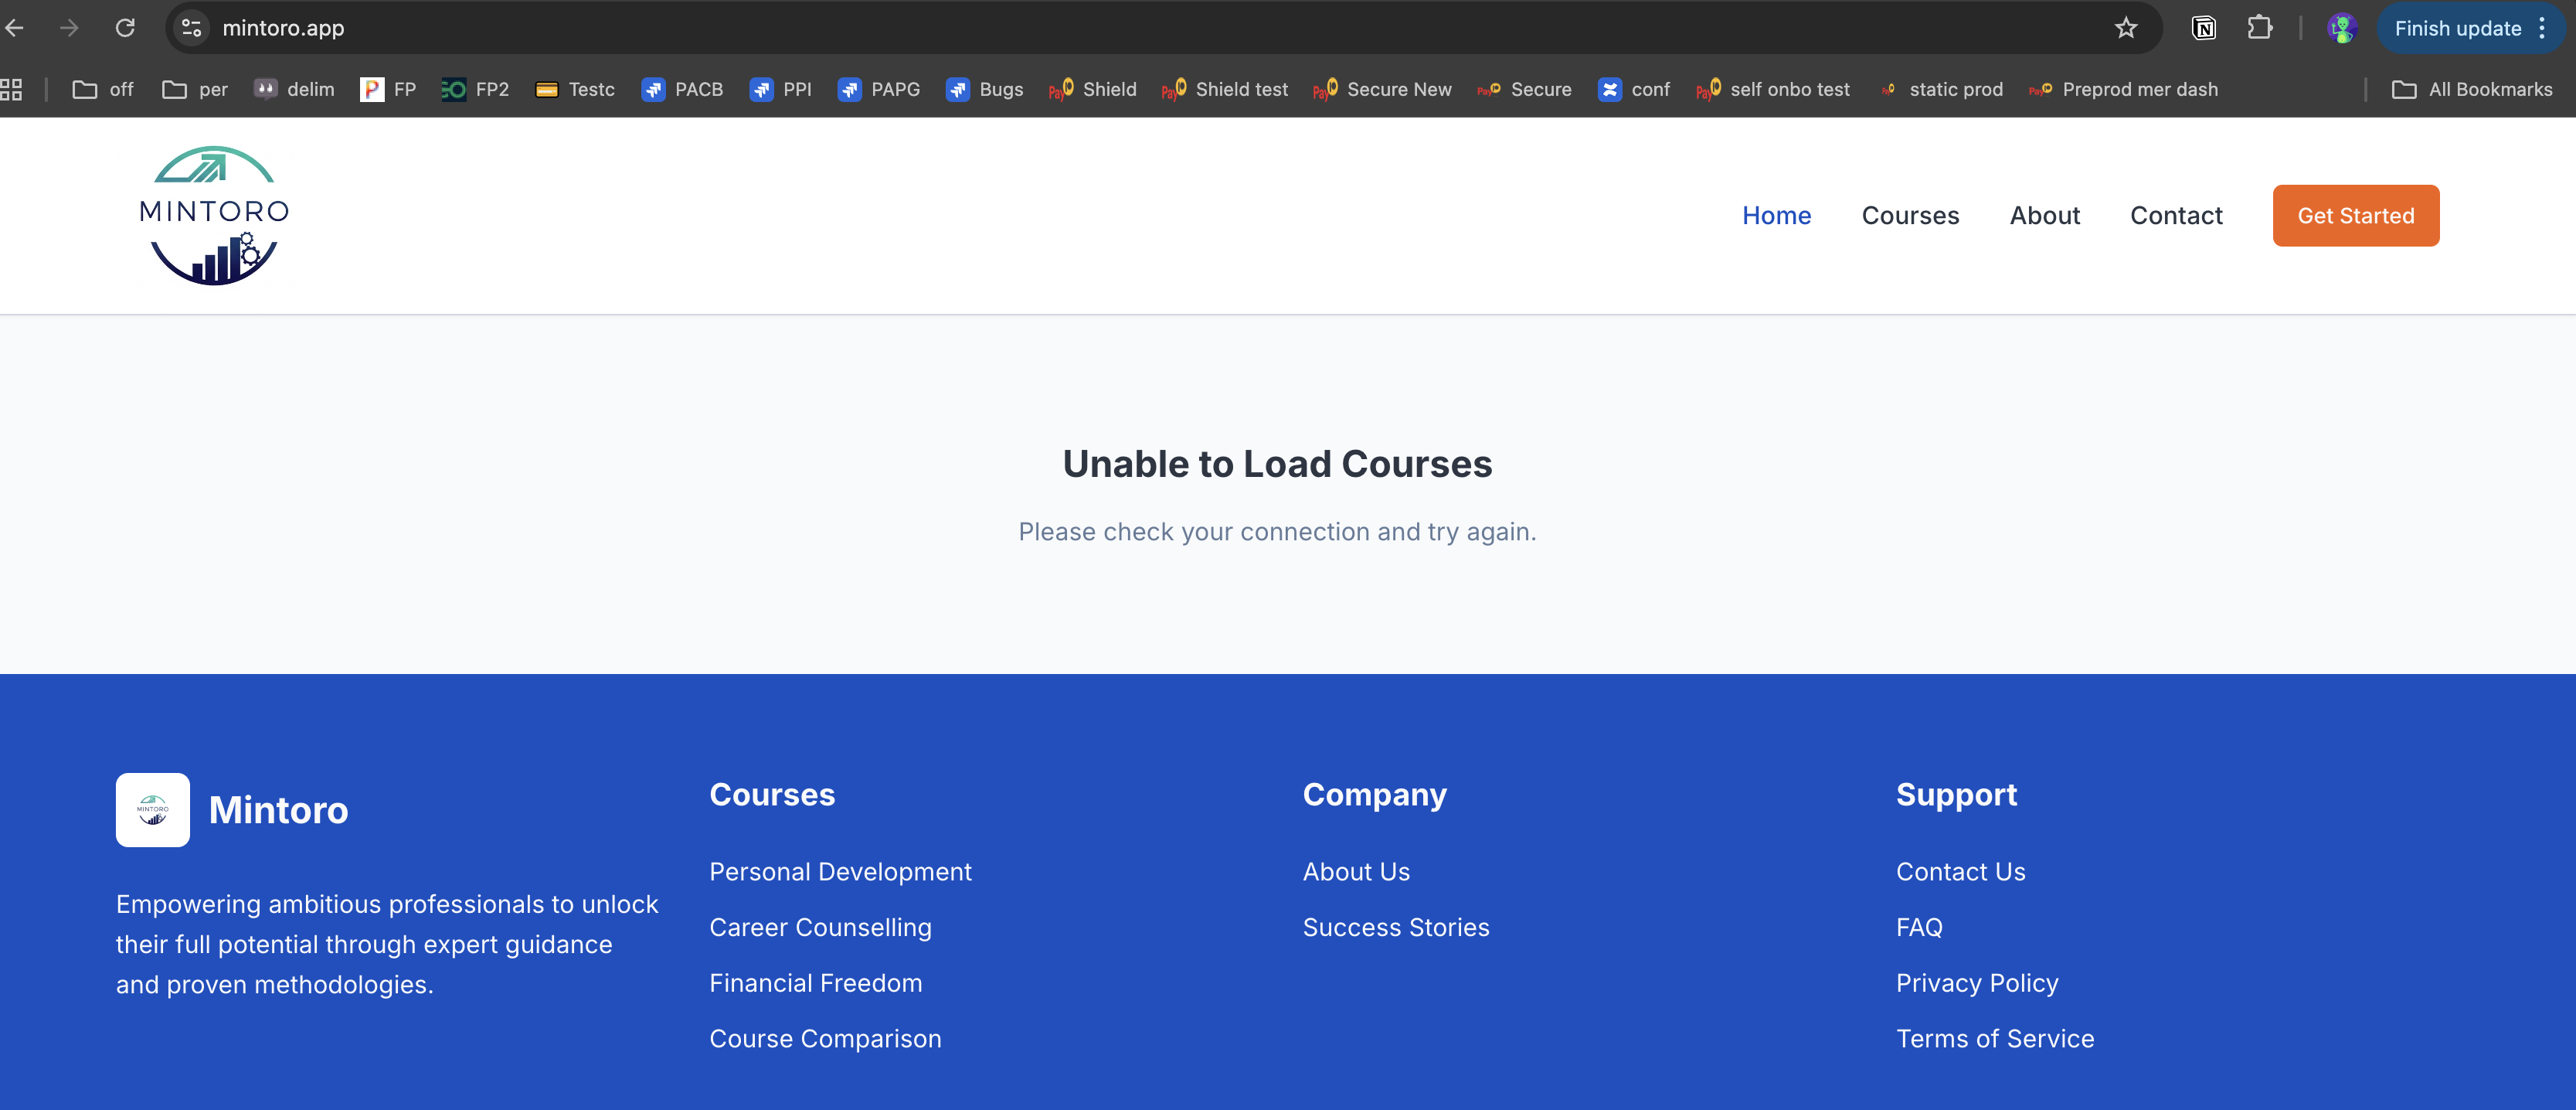 mintoro.app
Finish update
off per delim FP FP2 Testc PACB PPI PAPG Bugs Shield Shield test Secure New Secure conf self onbo test static prod Preprod mer dash All Bookmarks
MINTORO
Home Courses About Contact Get Started
Unable to Load Courses
Please check your connection and try again.
MINTORO
Mintoro
Empowering ambitious professionals to unlock
their full potential through expert guidance
and proven methodologies.
Courses
Personal Development
Career Counselling
Financial Freedom
Course Comparison
Company
About Us
Success Stories
Support
Contact Us
FAQ
Privacy Policy
Terms of Service